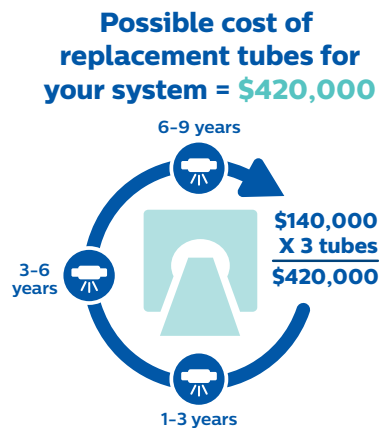 Possible cost of
replacement tubes for
your system = $420,000
6-9 years
$140,000
X 3 tubes
$420,000
3-6
years
1-3 years